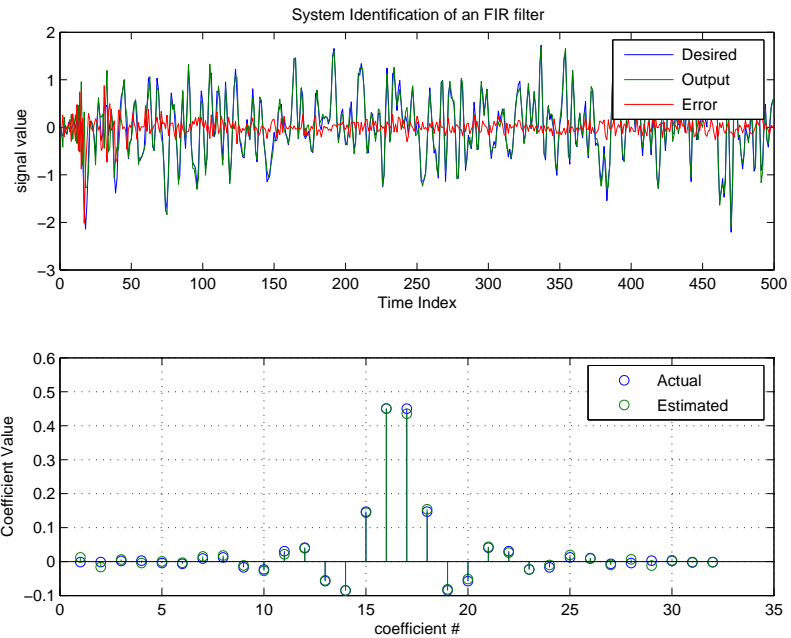 System Identification of an FIR filter
2
1
0
−1
−2
−3
signal value
Desired
Output
Error
0 50 100 150 200 250 300 350 400 450 500
Time Index
0.6
0.5
0.4
0.3
0.2
0.1
0
−0.1
Coefficient Value
Actual
Estimated
0 5 10 15 20 25 30 35
coefficient #